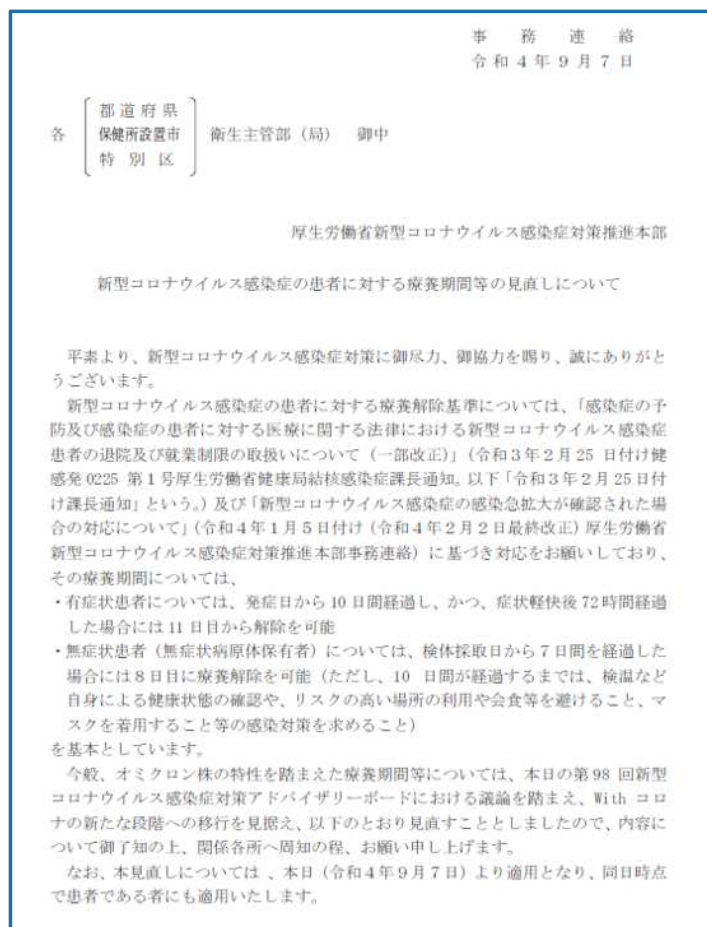 事務連絡
令和4年9月7日
都道府県
各 保健所設置市 衛生主管部（局） 御中
特別区
厚生労働省新型コロナウイルス感染症対策推進本部
新型コロナウイルス感染症の患者に対する療養期間等の見直しについて
平素より、新型コロナウイルス感染症対策に御尽力、御協力を賜り、誠にありがと
うございます。
新型コロナウイルス感染症の患者に対する療養解除基準については、「感染症の予
防及び感染症の患者に対する医療に関する法律における新型コロナウイルス感染症
患者の退院及び就業制限の取扱いについて（一部改正）」（令和３年２月25 日付け健
感発 0225 第１号厚生労働省健康局結核感染症課長通知。以下「令和３年２月25日付
け課長通知」という。）及び「新型コロナウイルス感染症の感染急拡大が確認された場
合の対応について」（令和４年１月５日付け（令和４年２月２日最終改正）厚生労働省
新型コロナウイルス感染症対策推進本部事務連絡）に基づき対応をお願いしており、
その療養期間については、
・有症状患者については、発症日から 10 日間経過し、かつ、症状軽快後 72時間経過
した場合には 11 日目から解除を可能
・無症状患者（無症状病原体保有者）については、検体採取日から７日間を経過した
場合には８日目に療養解除を可能（ただし、10 日間が経過するまでは、検温など
自身による健康状態の確認や、リスクの高い場所の利用や会食等を避けること、マ
スクを着用すること等の感染対策を求めること）
を基本としています。
今般、オミクロン株の特性を踏まえた療養期間等については、本日の第98 回新型
コロナウイルス感染症対策アドバイザリーボードにおける議論を踏まえ、With コロ
ナの新たな段階への移行を見据え、以下のとおり見直すこととしましたので、内容に
ついて御了知の上、関係各所へ周知の程、お願い申し上げます。
なお、本見直しについては 、本日（令和４年９月７日）より適用となり、同日時点
で患者である者にも適用いたします。